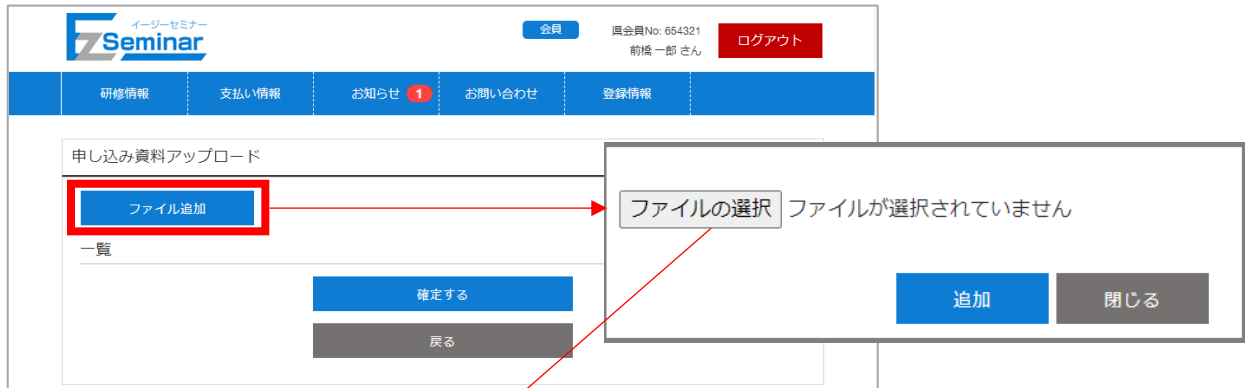 イージーセミナー
EZ Seminar
会員
県会員No: 654321
前橋 一郎 さん
ログアウト
研修情報
支払い情報
お知らせ 1
お問い合わせ
登録情報
申し込み資料アップロード
ファイル追加
一覧
確定する
戻る
ファイルの選択 ファイルが選択されていません
追加
閉じる